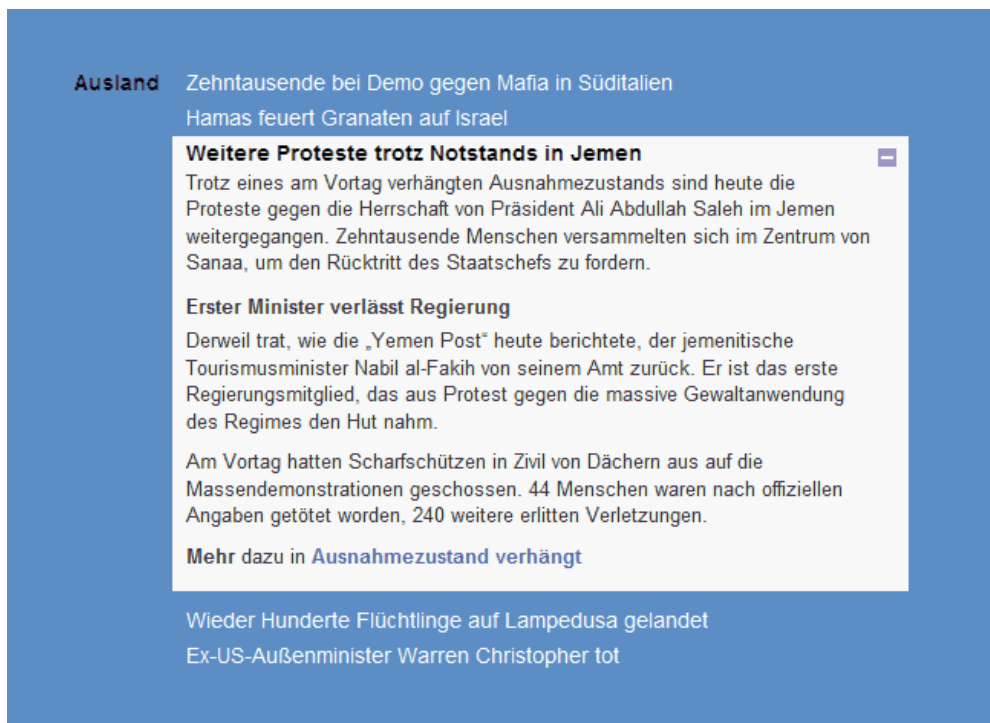 Ausland Zehntausende bei Demo gegen Mafia in Süditalien
Hamas feuert Granaten auf Israel
Weitere Proteste trotz Notstands in Jemen
Trotz eines am Vortag verhängten Ausnahmezustands sind heute die
Proteste gegen die Herrschaft von Präsident Ali Abdullah Saleh im Jemen
weitergegangen. Zehntausende Menschen versammelten sich im Zentrum von
Sanaa, um den Rücktritt des Staatschefs zu fordern.
Erster Minister verlässt Regierung
Derweil trat, wie die „Yemen Post“ heute berichtete, der jemenitische
Tourismusminister Nabil al-Fakih von seinem Amt zurück. Er ist das erste
Regierungsmitglied, das aus Protest gegen die massive Gewaltanwendung
des Regimes den Hut nahm.
Am Vortag hatten Scharfschützen in Zivil von Dächern aus auf die
Massendemonstrationen geschossen. 44 Menschen waren nach offiziellen
Angaben getötet worden, 240 weitere erlitten Verletzungen.
Mehr dazu in Ausnahmezustand verhängt
Wieder Hunderte Flüchtlinge auf Lampedusa gelandet
Ex-US-Außenminister Warren Christopher tot